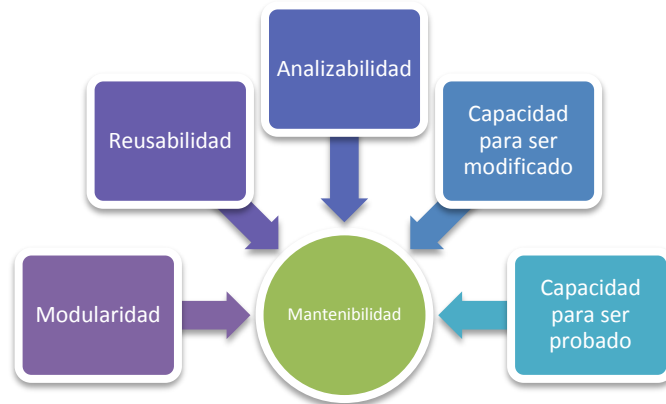 Analizabilidad
Reusabilidad
Capacidad
para ser
modificado
Modularidad
Mantenibilidad
Capacidad
para ser
probado